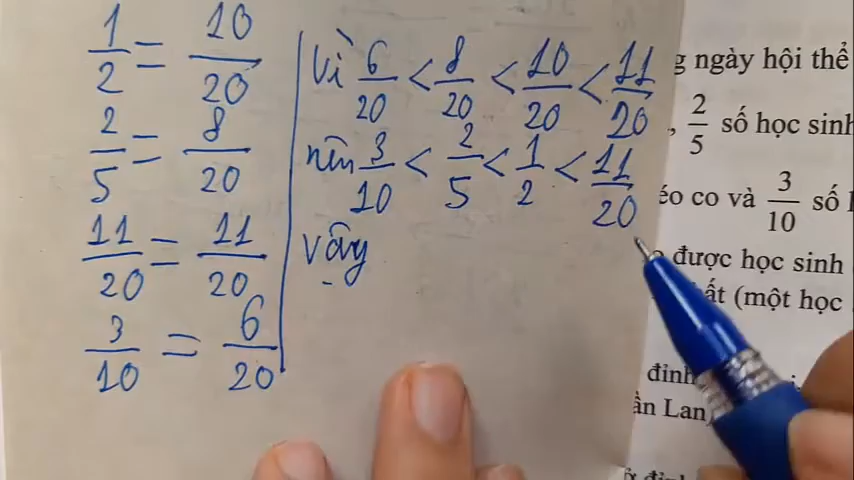 1/2 = 10/20
2/5 = 8/20
11/20 = 11/20
3/10 = 6/20
Vì 6/20 < 8/20 < 10/20 < 11/20
nên 3/10 < 2/5 < 1/2 < 11/20
Vậy
g ngày hội thể
, 2/5 số học sinh
éo co và 3/10 số
được học sinh
ất (một học
đỉnh
ần Lan